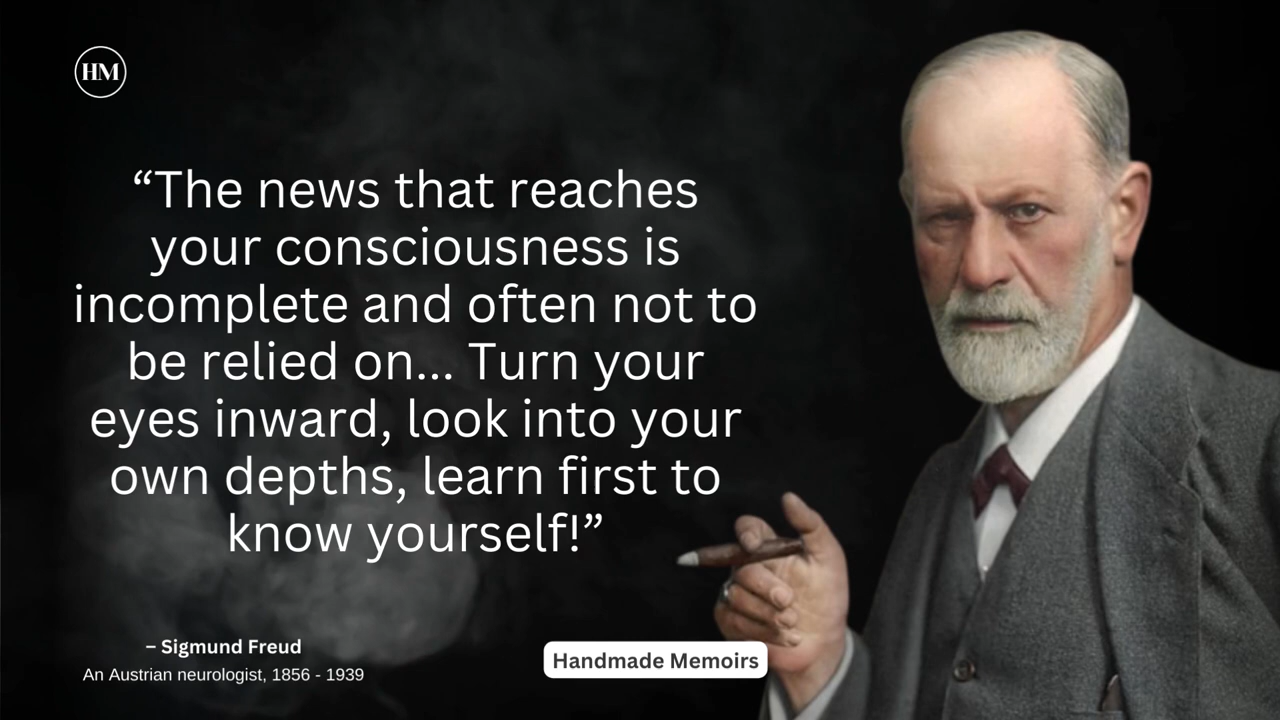 HM
“The news that reaches
your consciousness is
incomplete and often not to
be relied on... Turn your
eyes inward, look into your
own depths, learn first to
know yourself!”
– Sigmund Freud
An Austrian neurologist, 1856 - 1939
Handmade Memoirs